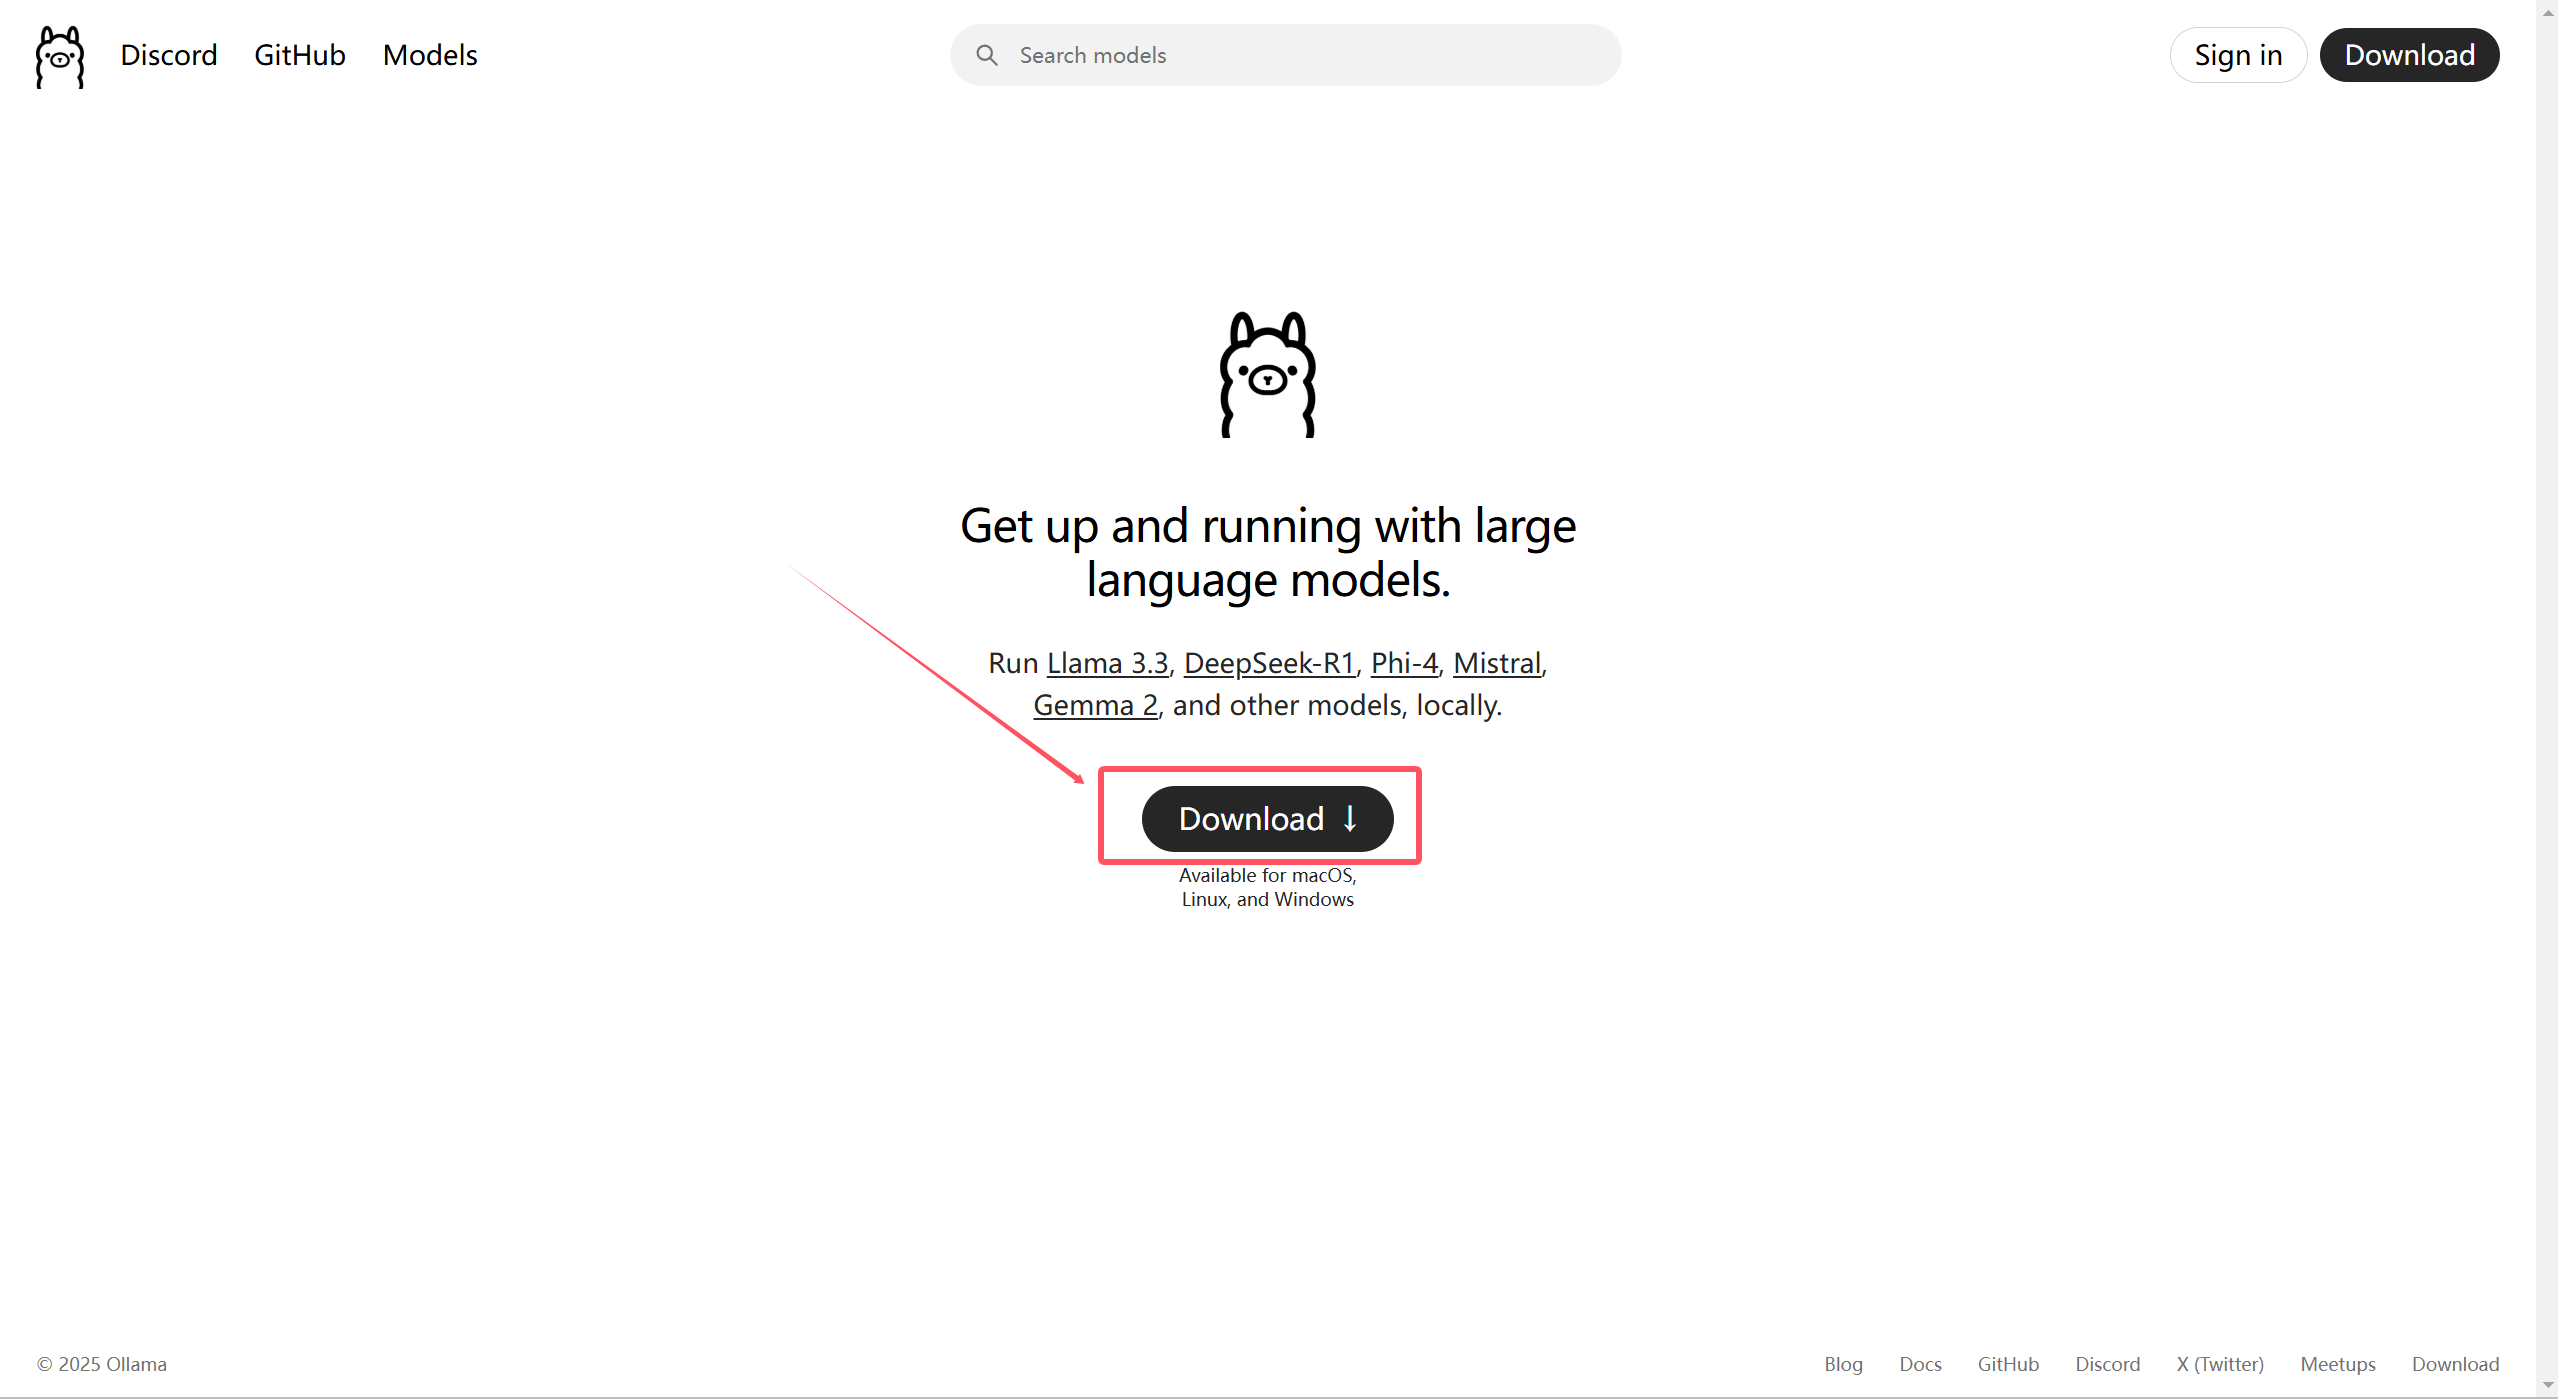 Discord GitHub Models Search models Sign in Download
Get up and running with large
language models.
Run Llama 3.3, DeepSeek-R1, Phi-4, Mistral,
Gemma 2, and other models, locally.
Download ↓
Available for macOS,
Linux, and Windows
© 2025 Ollama Blog Docs GitHub Discord X (Twitter) Meetups Download